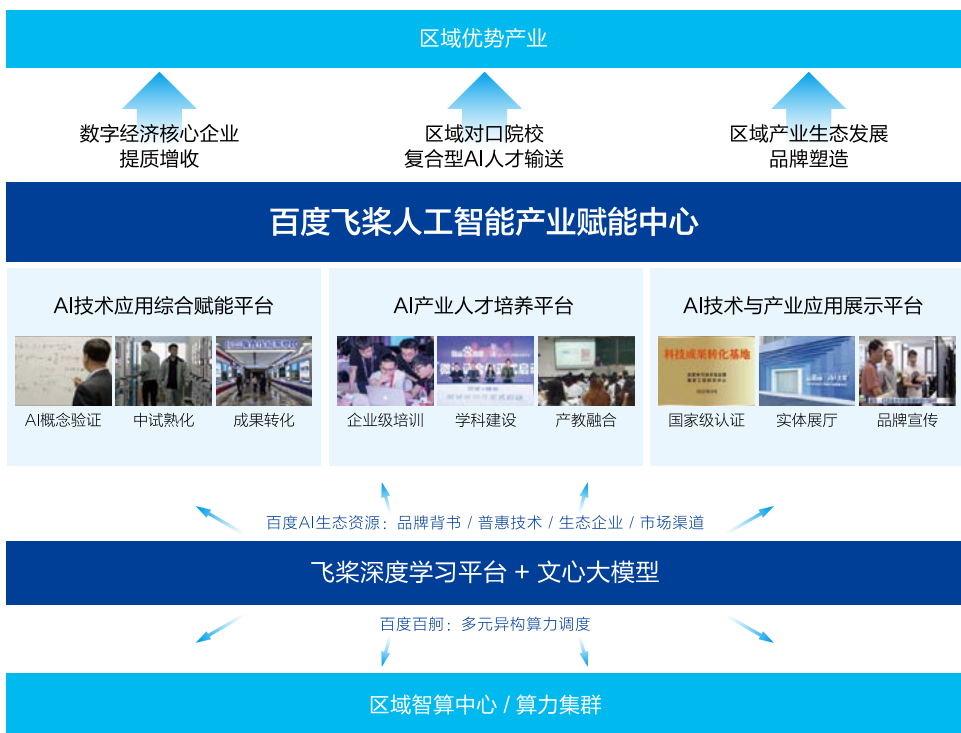 区域优势产业
数字经济核心企业
提质增收
区域对口院校
复合型AI人才输送
区域产业生态发展
品牌塑造
百度飞桨人工智能产业赋能中心
AI技术应用综合赋能平台
AI产业人才培养平台
AI技术与产业应用展示平台
科技成果转化基地
AI概念验证
中试熟化
成果转化
企业级培训
学科建设
产教融合
国家级认证
实体展厅
品牌宣传
百度AI生态资源：品牌背书 / 普惠技术 / 生态企业 / 市场渠道
飞桨深度学习平台 + 文心大模型
百度百舸：多元异构算力调度
区域智算中心 / 算力集群